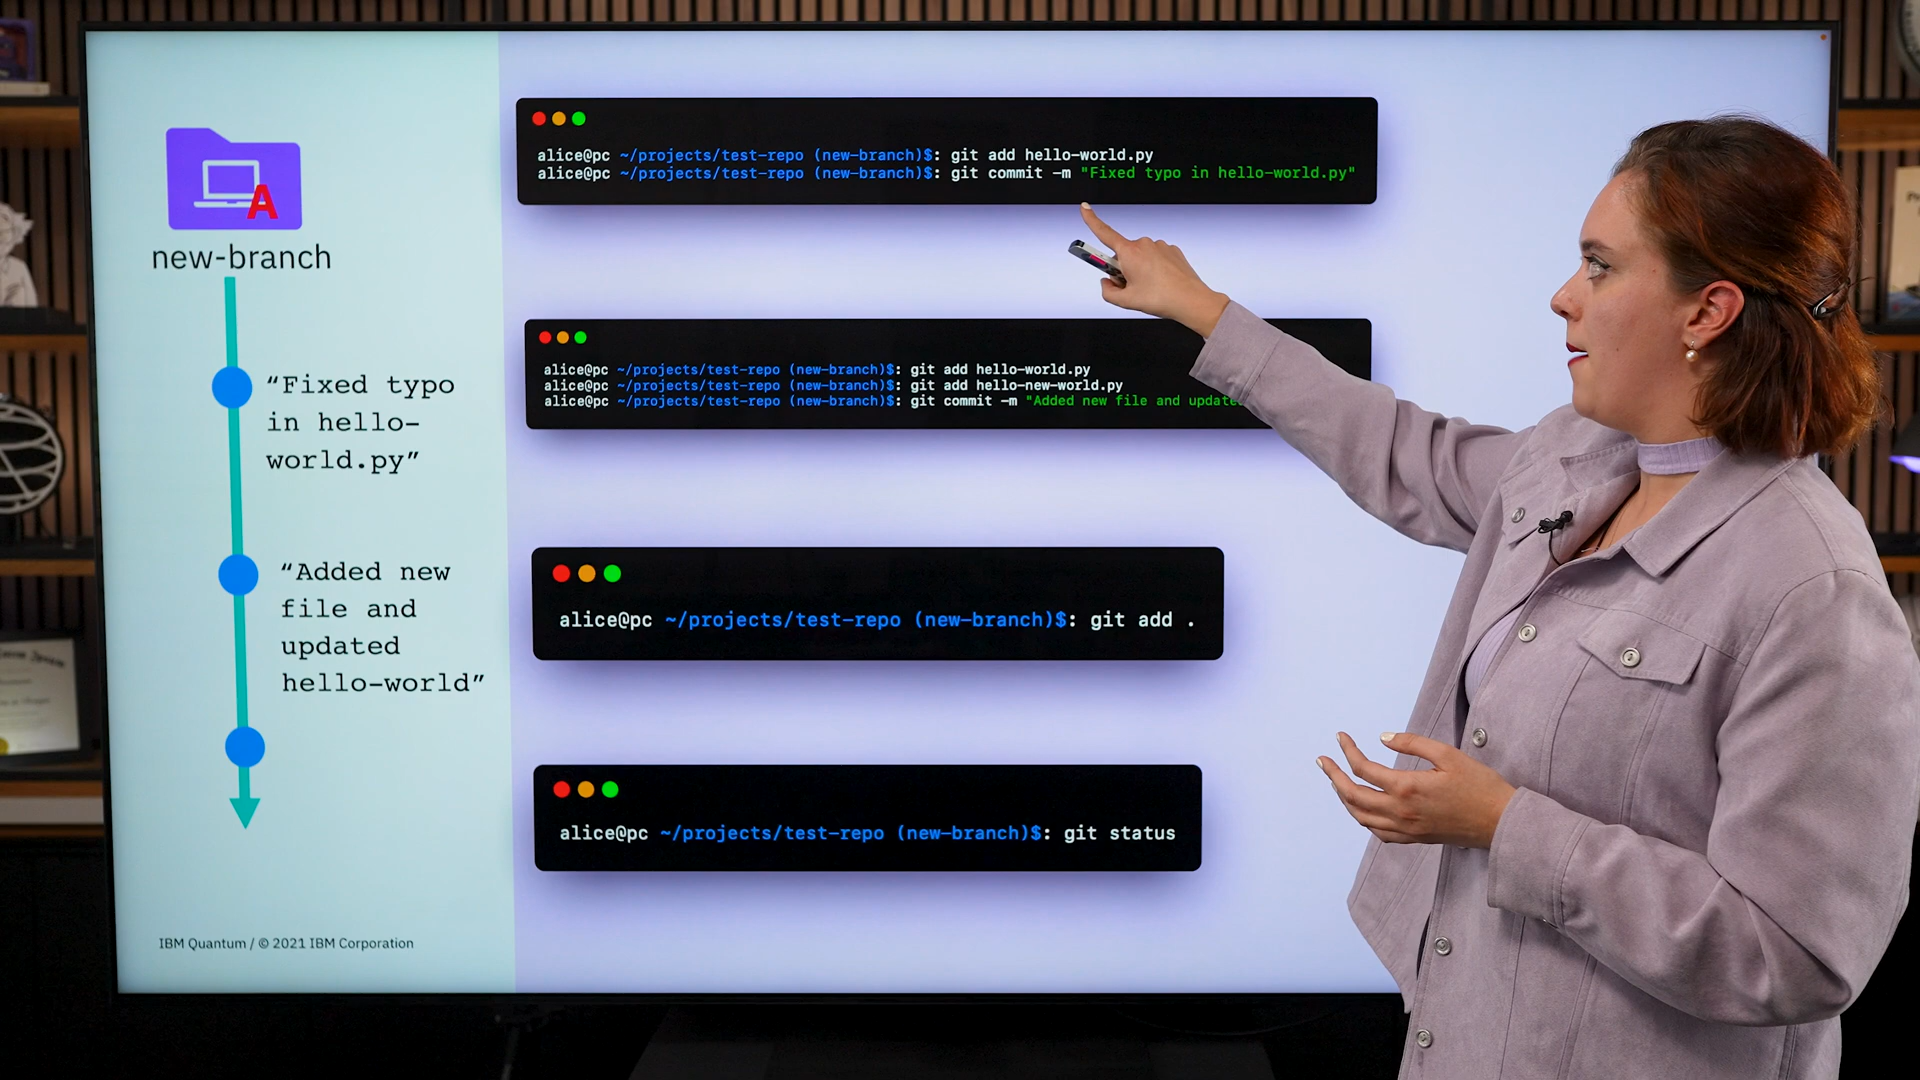 A
new-branch
“Fixed typo
in hello-
world.py”
“Added new
file and
updated
hello-world”
IBM Quantum / © 2021 IBM Corporation
alice@pc ~/projects/test-repo (new-branch)$: git add hello-world.py
alice@pc ~/projects/test-repo (new-branch)$: git commit -m "Fixed typo in hello-world.py"
alice@pc ~/projects/test-repo (new-branch)$: git add hello-world.py
alice@pc ~/projects/test-repo (new-branch)$: git add hello-new-world.py
alice@pc ~/projects/test-repo (new-branch)$: git commit -m "Added new file and
alice@pc ~/projects/test-repo (new-branch)$: git add .
alice@pc ~/projects/test-repo (new-branch)$: git status